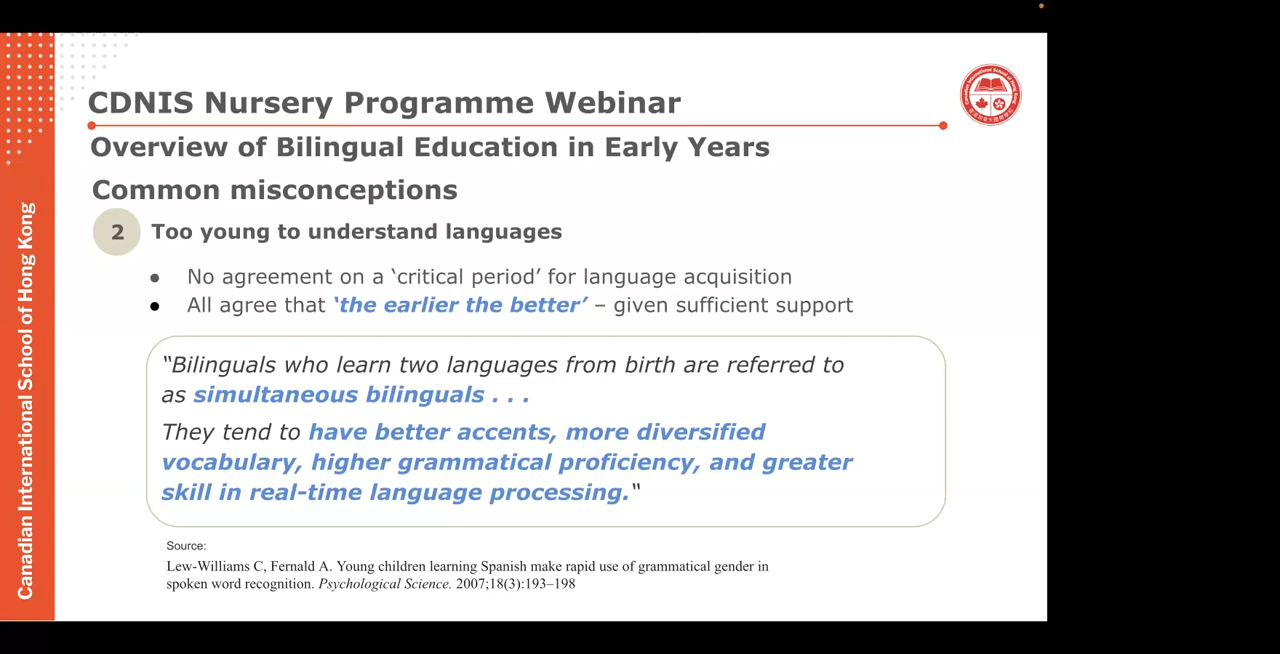 CDNIS Nursery Programme Webinar
Overview of Bilingual Education in Early Years
Common misconceptions
2 Too young to understand languages
● No agreement on a ‘critical period’ for language acquisition
● All agree that ‘the earlier the better’ – given sufficient support
“Bilinguals who learn two languages from birth are referred to
as simultaneous bilinguals . . .
They tend to have better accents, more diversified
vocabulary, higher grammatical proficiency, and greater
skill in real-time language processing.“
Source:
Lew-Williams C, Fernald A. Young children learning Spanish make rapid use of grammatical gender in
spoken word recognition. Psychological Science. 2007;18(3):193–198
Canadian International School of Hong Kong